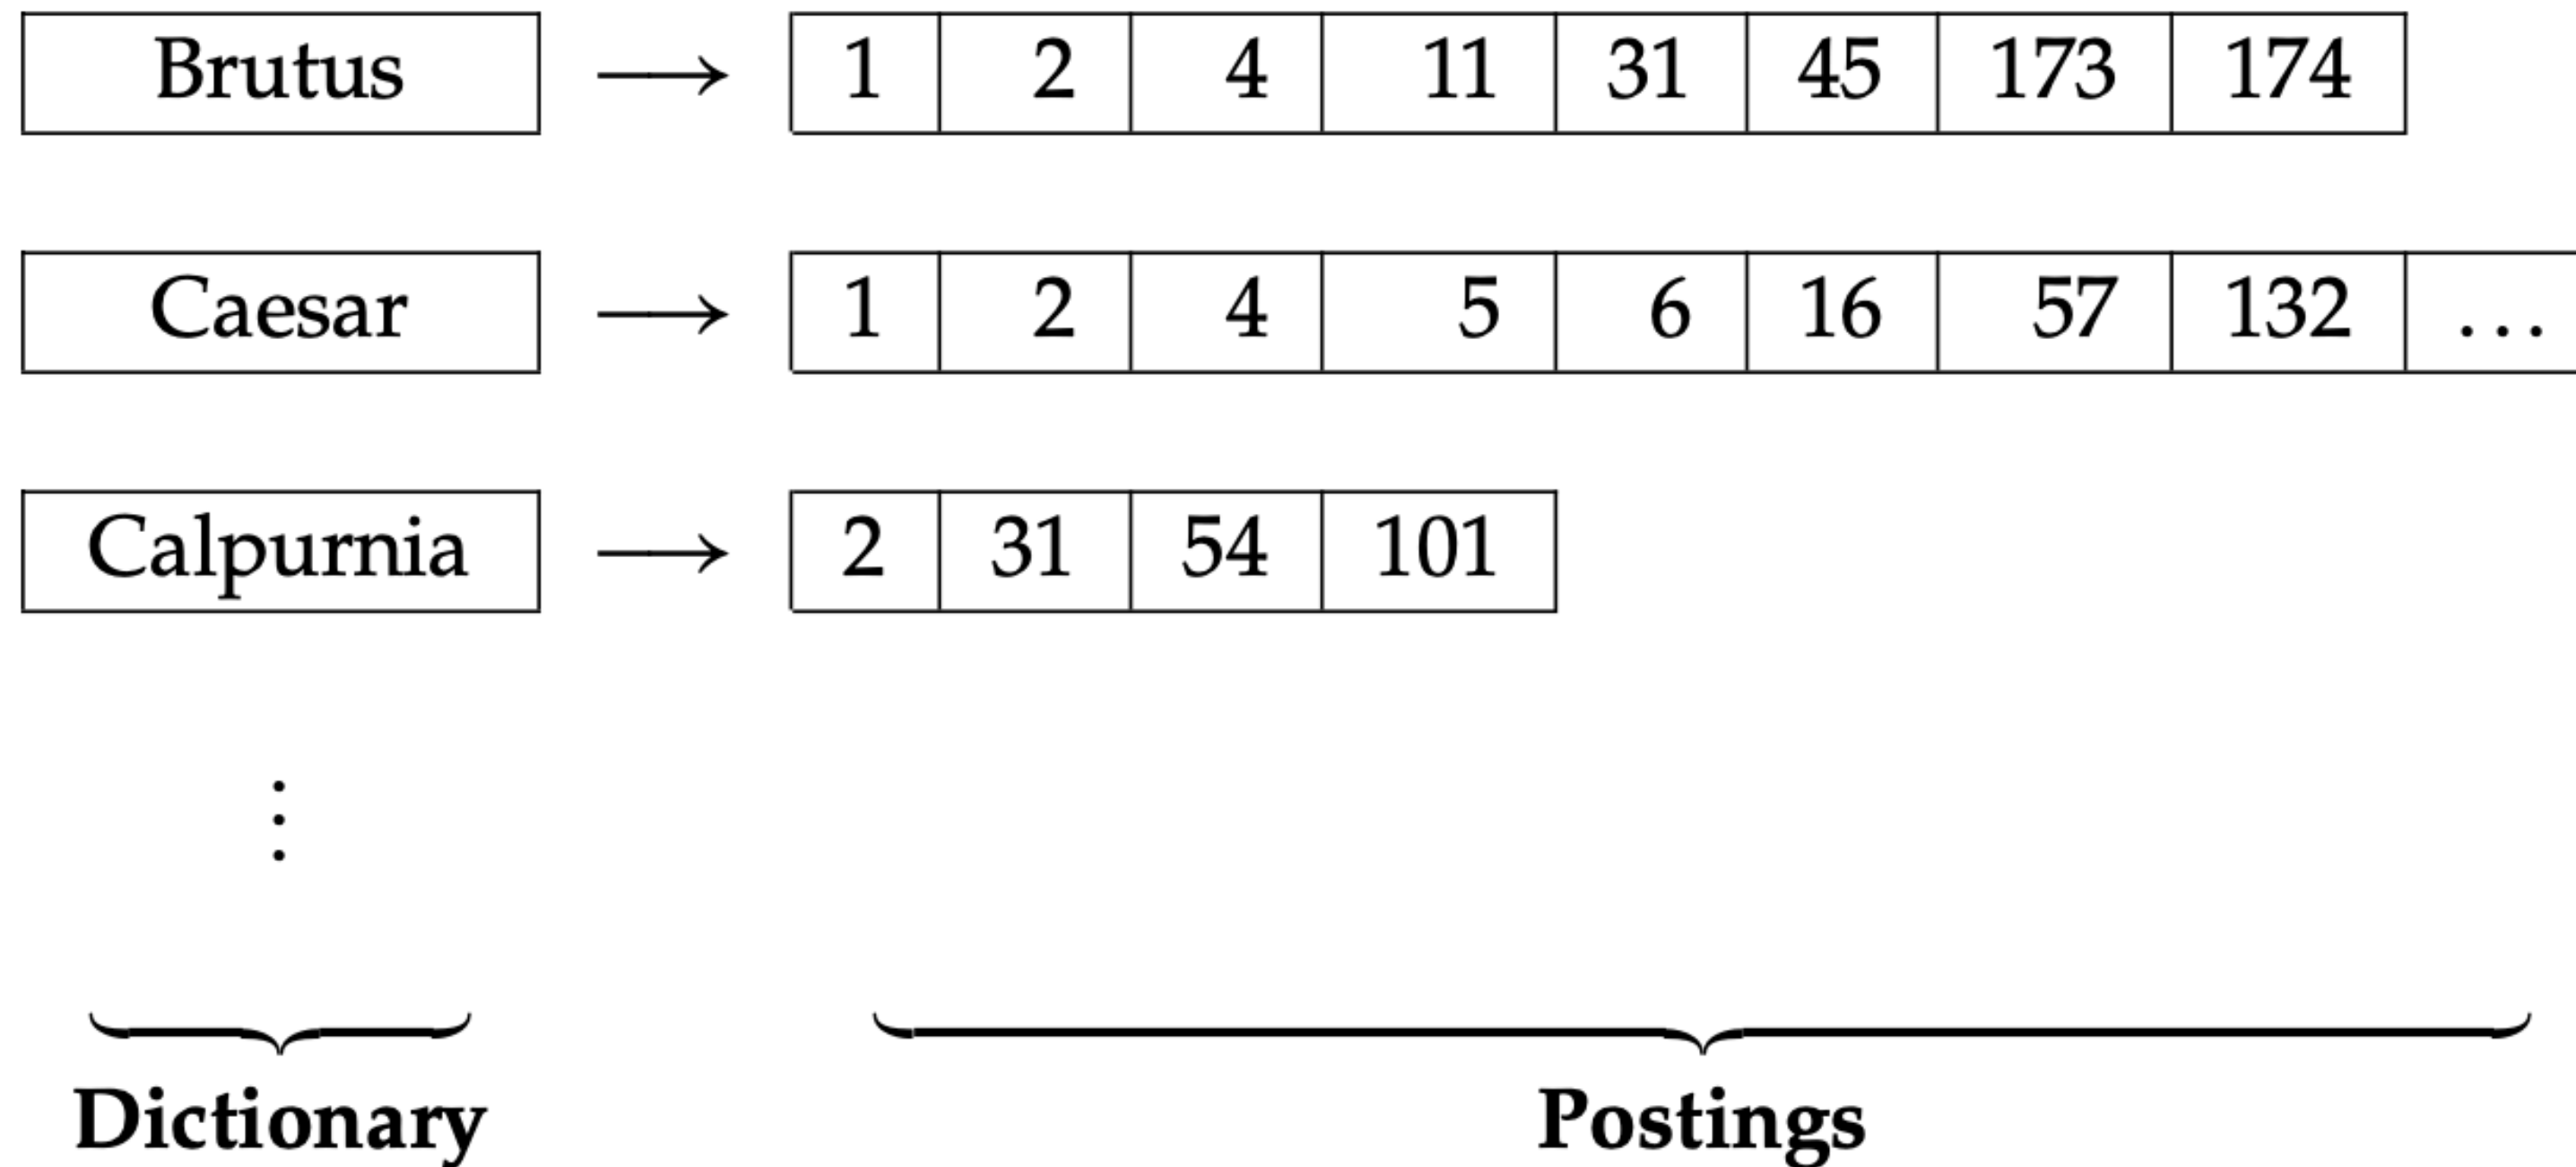 Brutus → 1 2 4 11 31 45 173 174
Caesar → 1 2 4 5 6 16 57 132 ...
Calpurnia → 2 31 54 101
⋮
Dictionary Postings